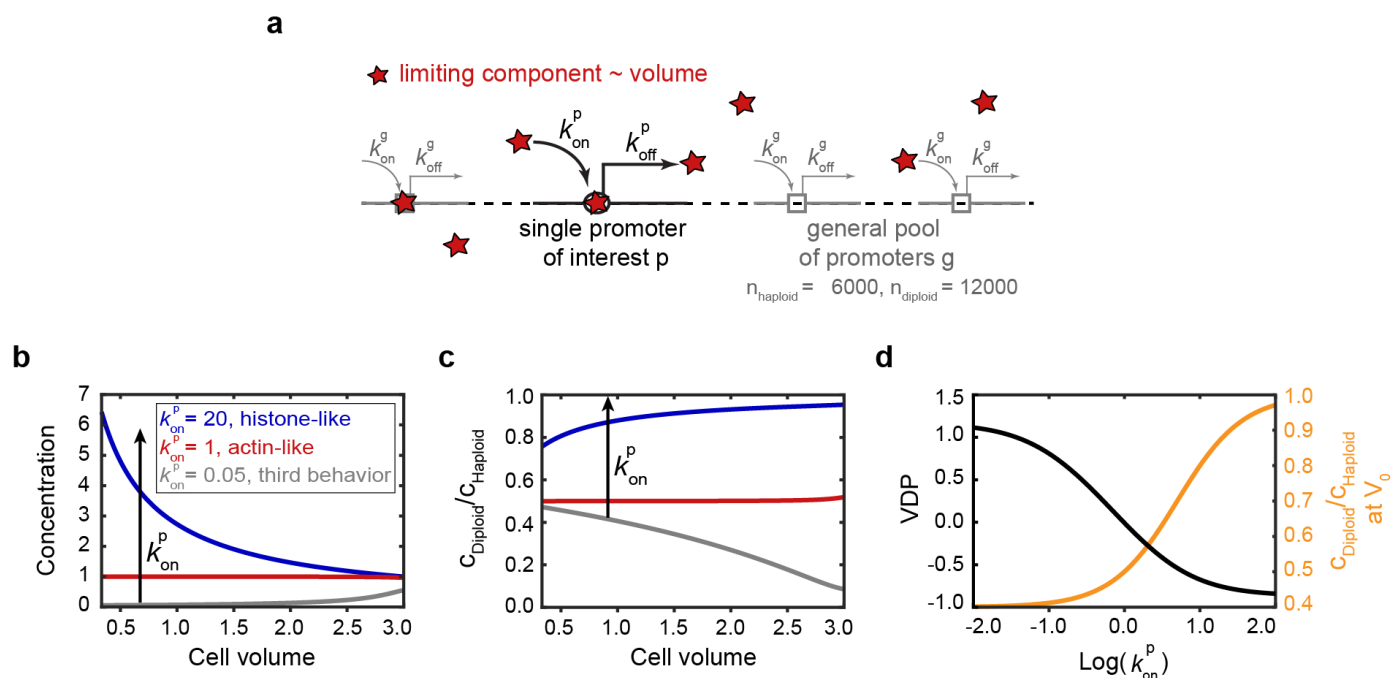 a
limiting component ~ volume
k_on^g
k_off^g
k_on^p
k_off^p
k_on^g
k_off^g
k_on^g
k_off^g
single promoter
of interest p
general pool
of promoters g
n_haploid = 6000, n_diploid = 12000
b
Concentration
7
6
5
4
3
2
1
0
k_on^p = 20, histone-like
k_on^p = 1, actin-like
k_on^p = 0.05, third behavior
k_on^p
0.5 1.0 1.5 2.0 2.5 3.0
Cell volume
c
c_Diploid/c_Haploid
1.0
0.8
0.6
0.4
0.2
0.0
k_on^p
0.5 1.0 1.5 2.0 2.5 3.0
Cell volume
d
VDP
1.5
1.0
0.5
0.0
-0.5
-1.0
1.0
0.9
0.8
0.7
0.6
0.5
0.4
c_Diploid/c_Haploid
at V_0
-2.0 -1.0 0.0 1.0 2.0
Log(k_on^p)